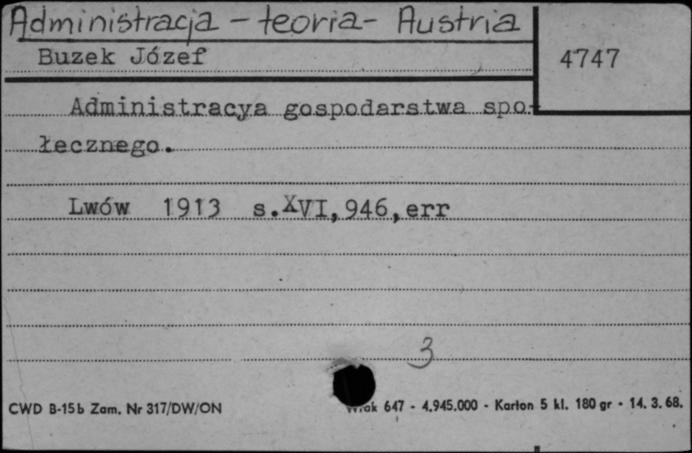 Administracja - teoria - Austria
Buzek Józef
4747
Administracya gospodarstwa spo-
łecznego.
Lwów 1913 s.XVI,946,err
3
CWD B-15b Zam. Nr 317/DW/ON
647 - 4.945.000 - Karton 5 kl. 180 gr - 14. 3. 68.